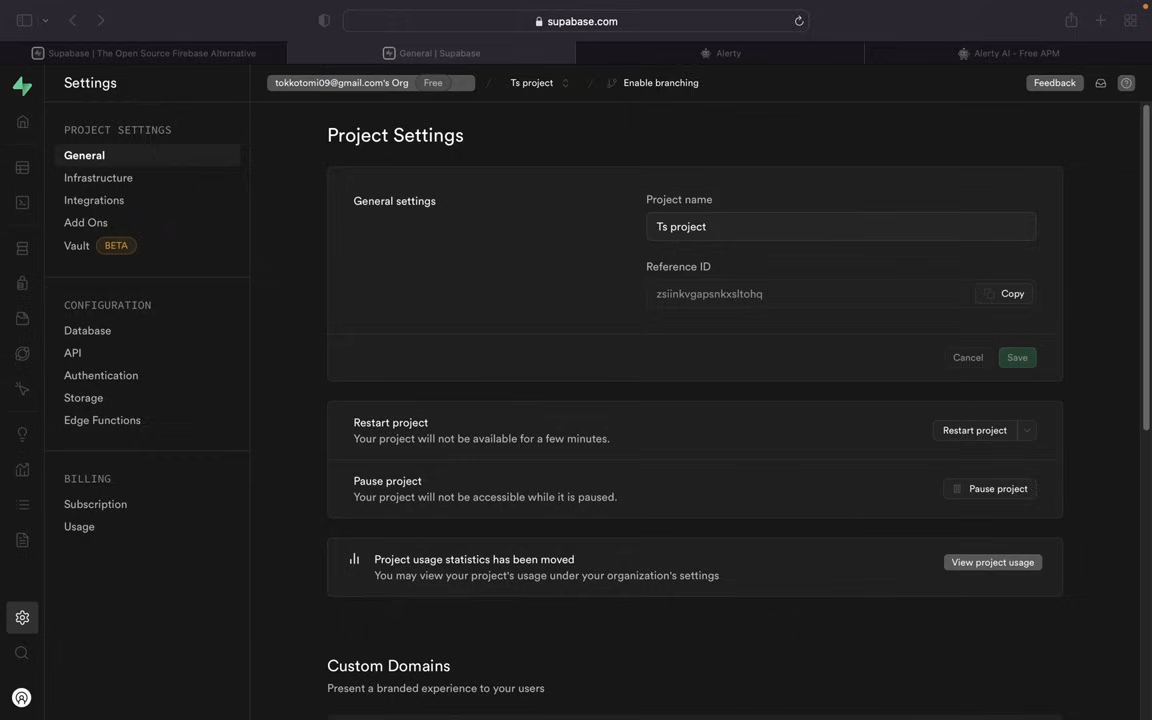 supabase.com
Supabase | The Open Source Firebase Alternative
General | Supabase
Alerty
Alerty AI - Free APM
Settings
tokkotomi09@gmail.com's Org Free / Ts project / Enable branching
Feedback
PROJECT SETTINGS
General
Infrastructure
Integrations
Add Ons
Vault BETA
CONFIGURATION
Database
API
Authentication
Storage
Edge Functions
BILLING
Subscription
Usage
Project Settings
General settings
Project name
Ts project
Reference ID
zsiinkvgapsnkxsltohq
Copy
Cancel Save
Restart project
Your project will not be available for a few minutes.
Restart project
Pause project
Your project will not be accessible while it is paused.
Pause project
Project usage statistics has been moved
You may view your project's usage under your organization's settings
View project usage
Custom Domains
Present a branded experience to your users